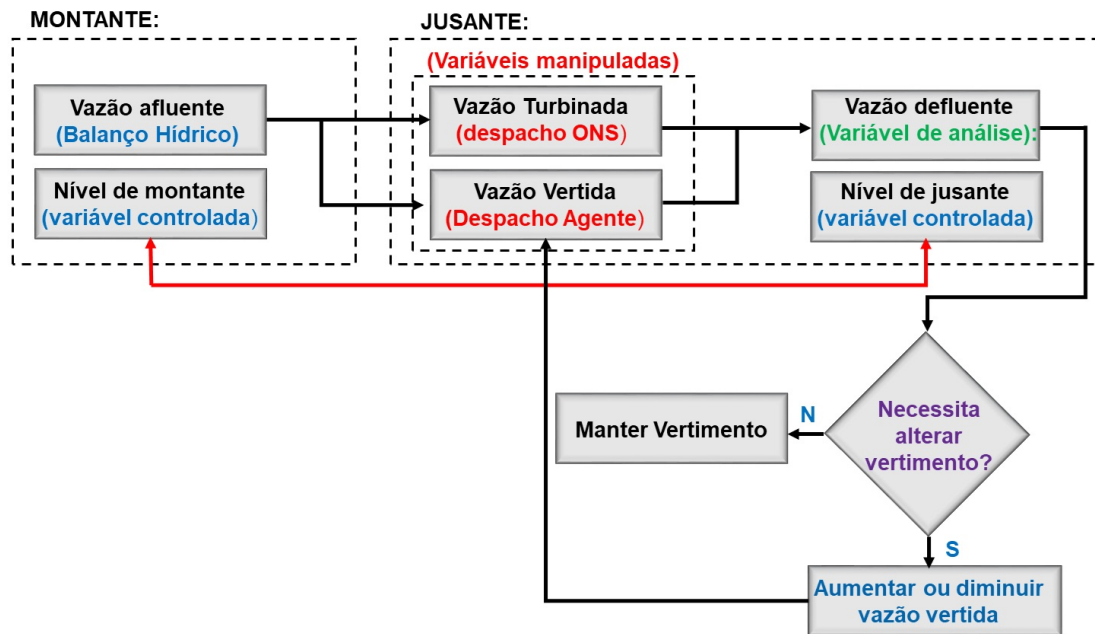 MONTANTE:
Vazão afluente
(Balanço Hídrico)
Nível de montante
(variável controlada)
JUSANTE:
(Variáveis manipuladas)
Vazão Turbinada
(despacho ONS)
Vazão Vertida
(Despacho Agente)
Vazão defluente
(Variável de análise):
Nível de jusante
(variável controlada)
Necessita
alterar
vertimento?
N
Manter Vertimento
S
Aumentar ou diminuir
vazão vertida